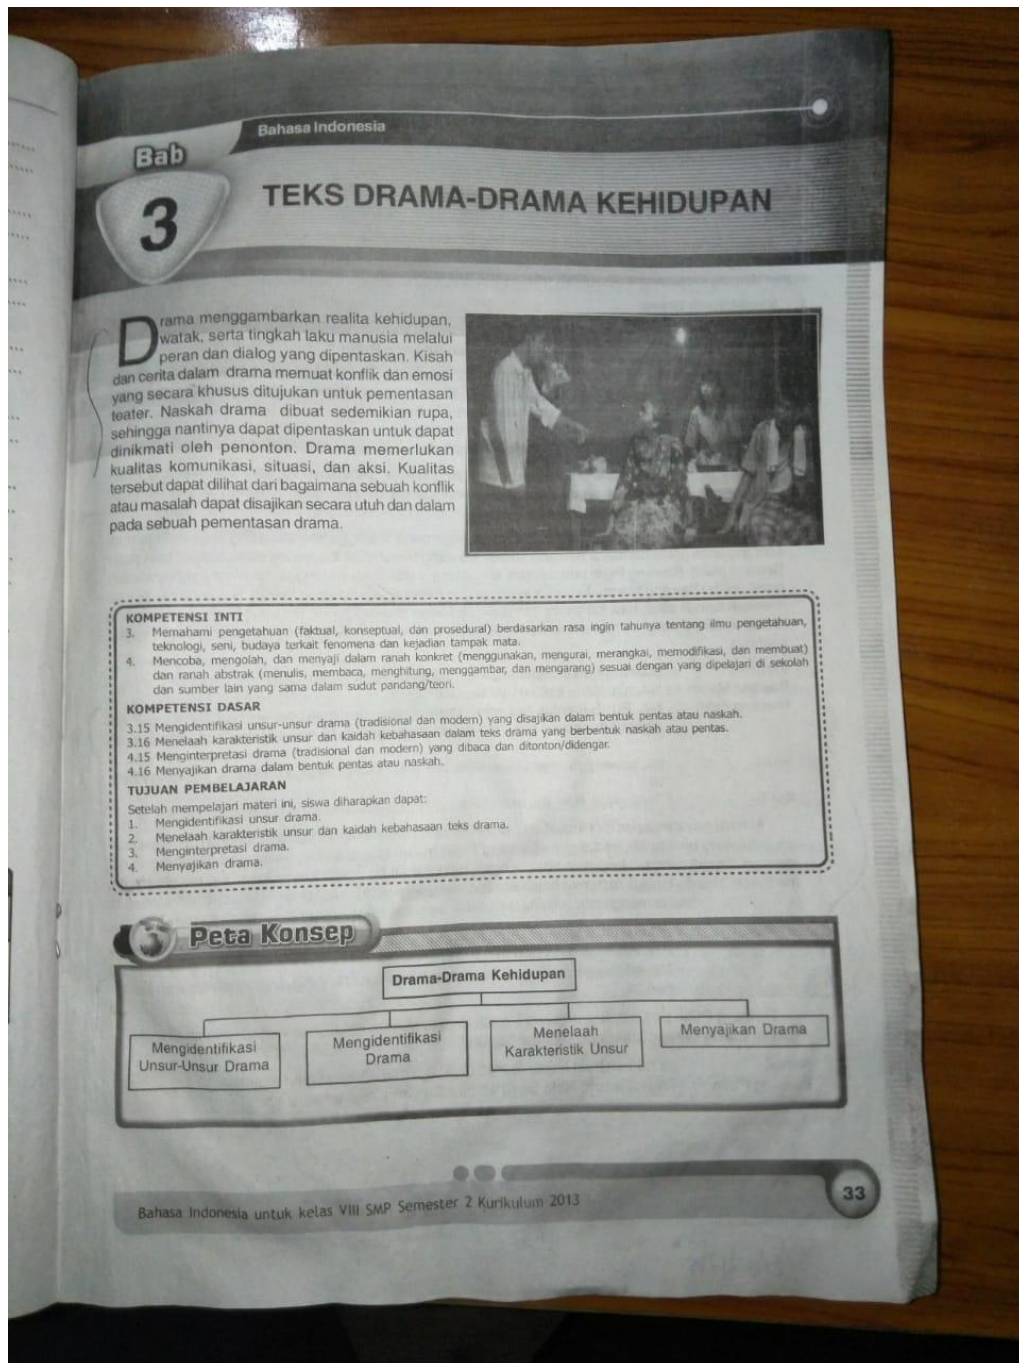 Bahasa Indonesia
Bab
3
TEKS DRAMA-DRAMA KEHIDUPAN
Drama menggambarkan realita kehidupan,
watak, serta tingkah laku manusia melalui
peran dan dialog yang dipentaskan. Kisah
dan cerita dalam drama memuat konflik dan emosi
yang secara khusus ditujukan untuk pementasan
teater. Naskah drama dibuat sedemikian rupa,
sehingga nantinya dapat dipentaskan untuk dapat
dinikmati oleh penonton. Drama memerlukan
kualitas komunikasi, situasi, dan aksi. Kualitas
tersebut dapat dilihat dari bagaimana sebuah konflik
atau masalah dapat disajikan secara utuh dan dalam
pada sebuah pementasan drama.
KOMPETENSI INTI
3. Memahami pengetahuan (faktual, konseptual, dan prosedural) berdasarkan rasa ingin tahunya tentang ilmu pengetahuan,
teknologi, seni, budaya terkait fenomena dan kejadian tampak mata.
4. Mencoba, mengolah, dan menyaji dalam ranah konkret (menggunakan, mengurai, merangkai, memodifikasi, dan membuat)
dan ranah abstrak (menulis, membaca, menghitung, menggambar, dan mengarang) sesuai dengan yang dipelajari di sekolah
dan sumber lain yang sama dalam sudut pandang/teori.
KOMPETENSI DASAR
3.15 Mengidentifikasi unsur-unsur drama (tradisional dan modern) yang disajikan dalam bentuk pentas atau naskah.
3.16 Menelaah karakteristik unsur dan kaidah kebahasaan dalam teks drama yang berbentuk naskah atau pentas.
4.15 Menginterpretasi drama (tradisional dan modern) yang dibaca dan ditonton/didengar.
4.16 Menyajikan drama dalam bentuk pentas atau naskah.
TUJUAN PEMBELAJARAN
Setelah mempelajari materi ini, siswa diharapkan dapat:
1. Mengidentifikasi unsur drama.
2. Menelaah karakteristik unsur dan kaidah kebahasaan teks drama.
3. Menginterpretasi drama.
4. Menyajikan drama.
Peta Konsep
Drama-Drama Kehidupan
Mengidentifikasi
Unsur-Unsur Drama
Mengidentifikasi
Drama
Menelaah
Karakteristik Unsur
Menyajikan Drama
Bahasa Indonesia untuk kelas VIII SMP Semester 2 Kurikulum 2013
33